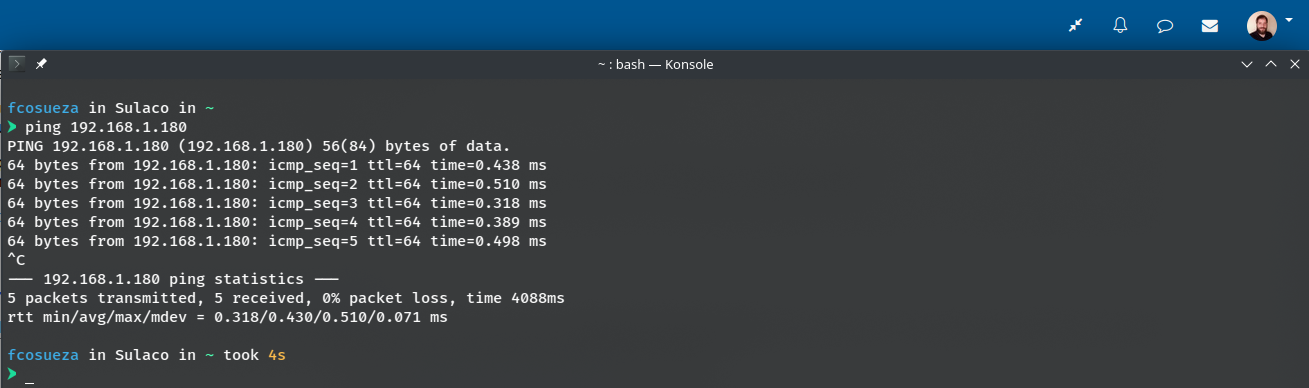 ~ : bash — Konsole
fcosueza in Sulaco in ~
❯ ping 192.168.1.180
PING 192.168.1.180 (192.168.1.180) 56(84) bytes of data.
64 bytes from 192.168.1.180: icmp_seq=1 ttl=64 time=0.438 ms
64 bytes from 192.168.1.180: icmp_seq=2 ttl=64 time=0.510 ms
64 bytes from 192.168.1.180: icmp_seq=3 ttl=64 time=0.318 ms
64 bytes from 192.168.1.180: icmp_seq=4 ttl=64 time=0.389 ms
64 bytes from 192.168.1.180: icmp_seq=5 ttl=64 time=0.498 ms
^C
--- 192.168.1.180 ping statistics ---
5 packets transmitted, 5 received, 0% packet loss, time 4088ms
rtt min/avg/max/mdev = 0.318/0.430/0.510/0.071 ms
fcosueza in Sulaco in ~ took 4s
❯ _